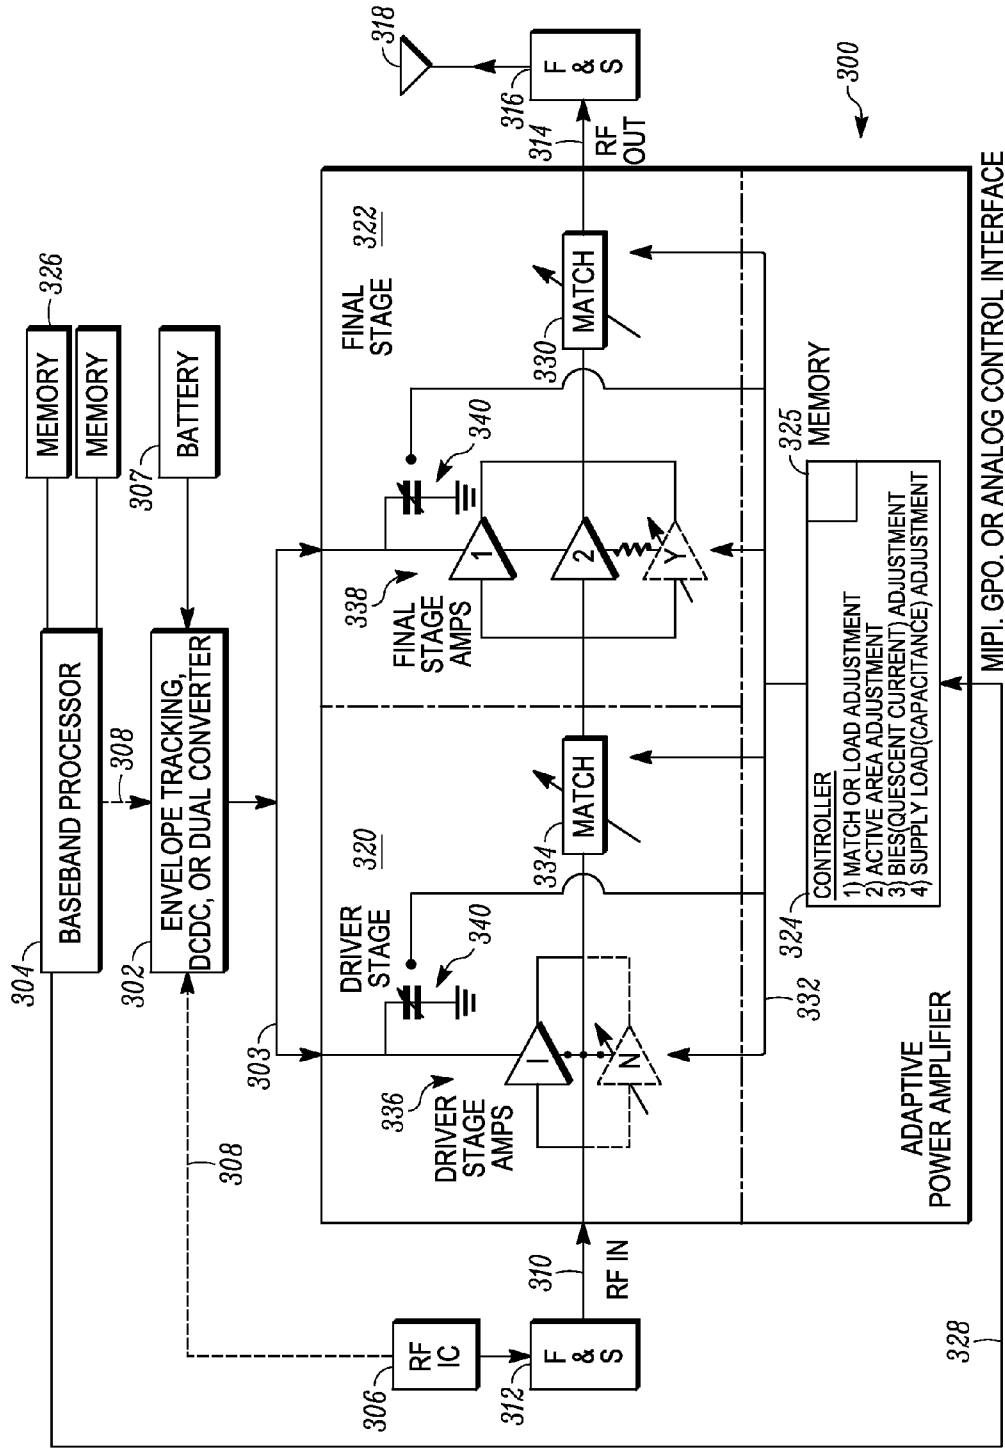 304
BASEBAND PROCESSOR
MEMORY
326
MEMORY
308
302
ENVELOPE TRACKING,
DCDC, OR DUAL CONVERTER
307
BATTERY
303
308
306
RF
IC
312
F
&
S
310
RF IN
DRIVER
STAGE
320
340
336
DRIVER
STAGE
AMPS
1
N
334
MATCH
FINAL
STAGE
322
340
338
FINAL
STAGE
AMPS
1
2
Y
330
MATCH
314
RF
OUT
316
F
&
S
318
300
332
324
CONTROLLER
1) MATCH OR LOAD ADJUSTMENT
2) ACTIVE AREA ADJUSTMENT
3) BIES(QUESCENT CURRENT) ADJUSTMENT
4) SUPPLY LOAD(CAPACITANCE) ADJUSTMENT
325
MEMORY
ADAPTIVE
POWER AMPLIFIER
328
MIPI, GPO, OR ANALOG CONTROL INTERFACE